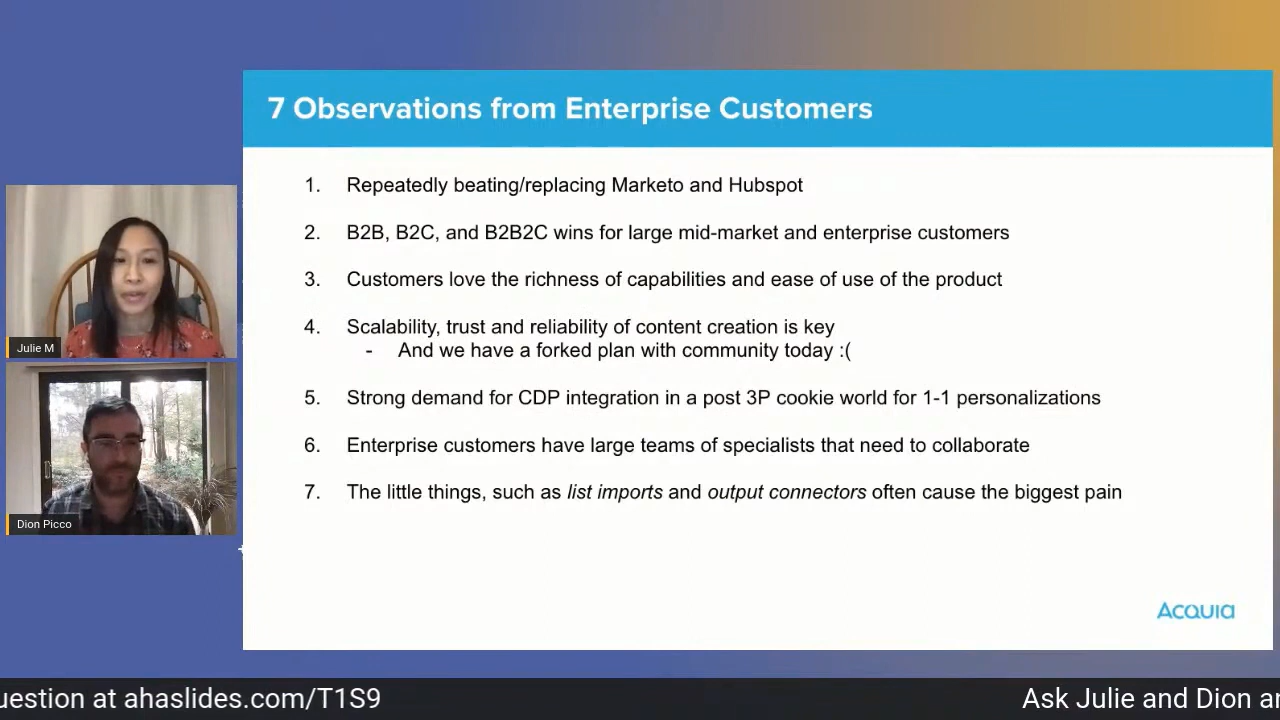 7 Observations from Enterprise Customers
1. Repeatedly beating/replacing Marketo and Hubspot
2. B2B, B2C, and B2B2C wins for large mid-market and enterprise customers
3. Customers love the richness of capabilities and ease of use of the product
4. Scalability, trust and reliability of content creation is key
- And we have a forked plan with community today :(
5. Strong demand for CDP integration in a post 3P cookie world for 1-1 personalizations
6. Enterprise customers have large teams of specialists that need to collaborate
7. The little things, such as list imports and output connectors often cause the biggest pain
Acquia
Julie M
Dion Picco
uestion at ahaslides.com/T1S9
Ask Julie and Dion an